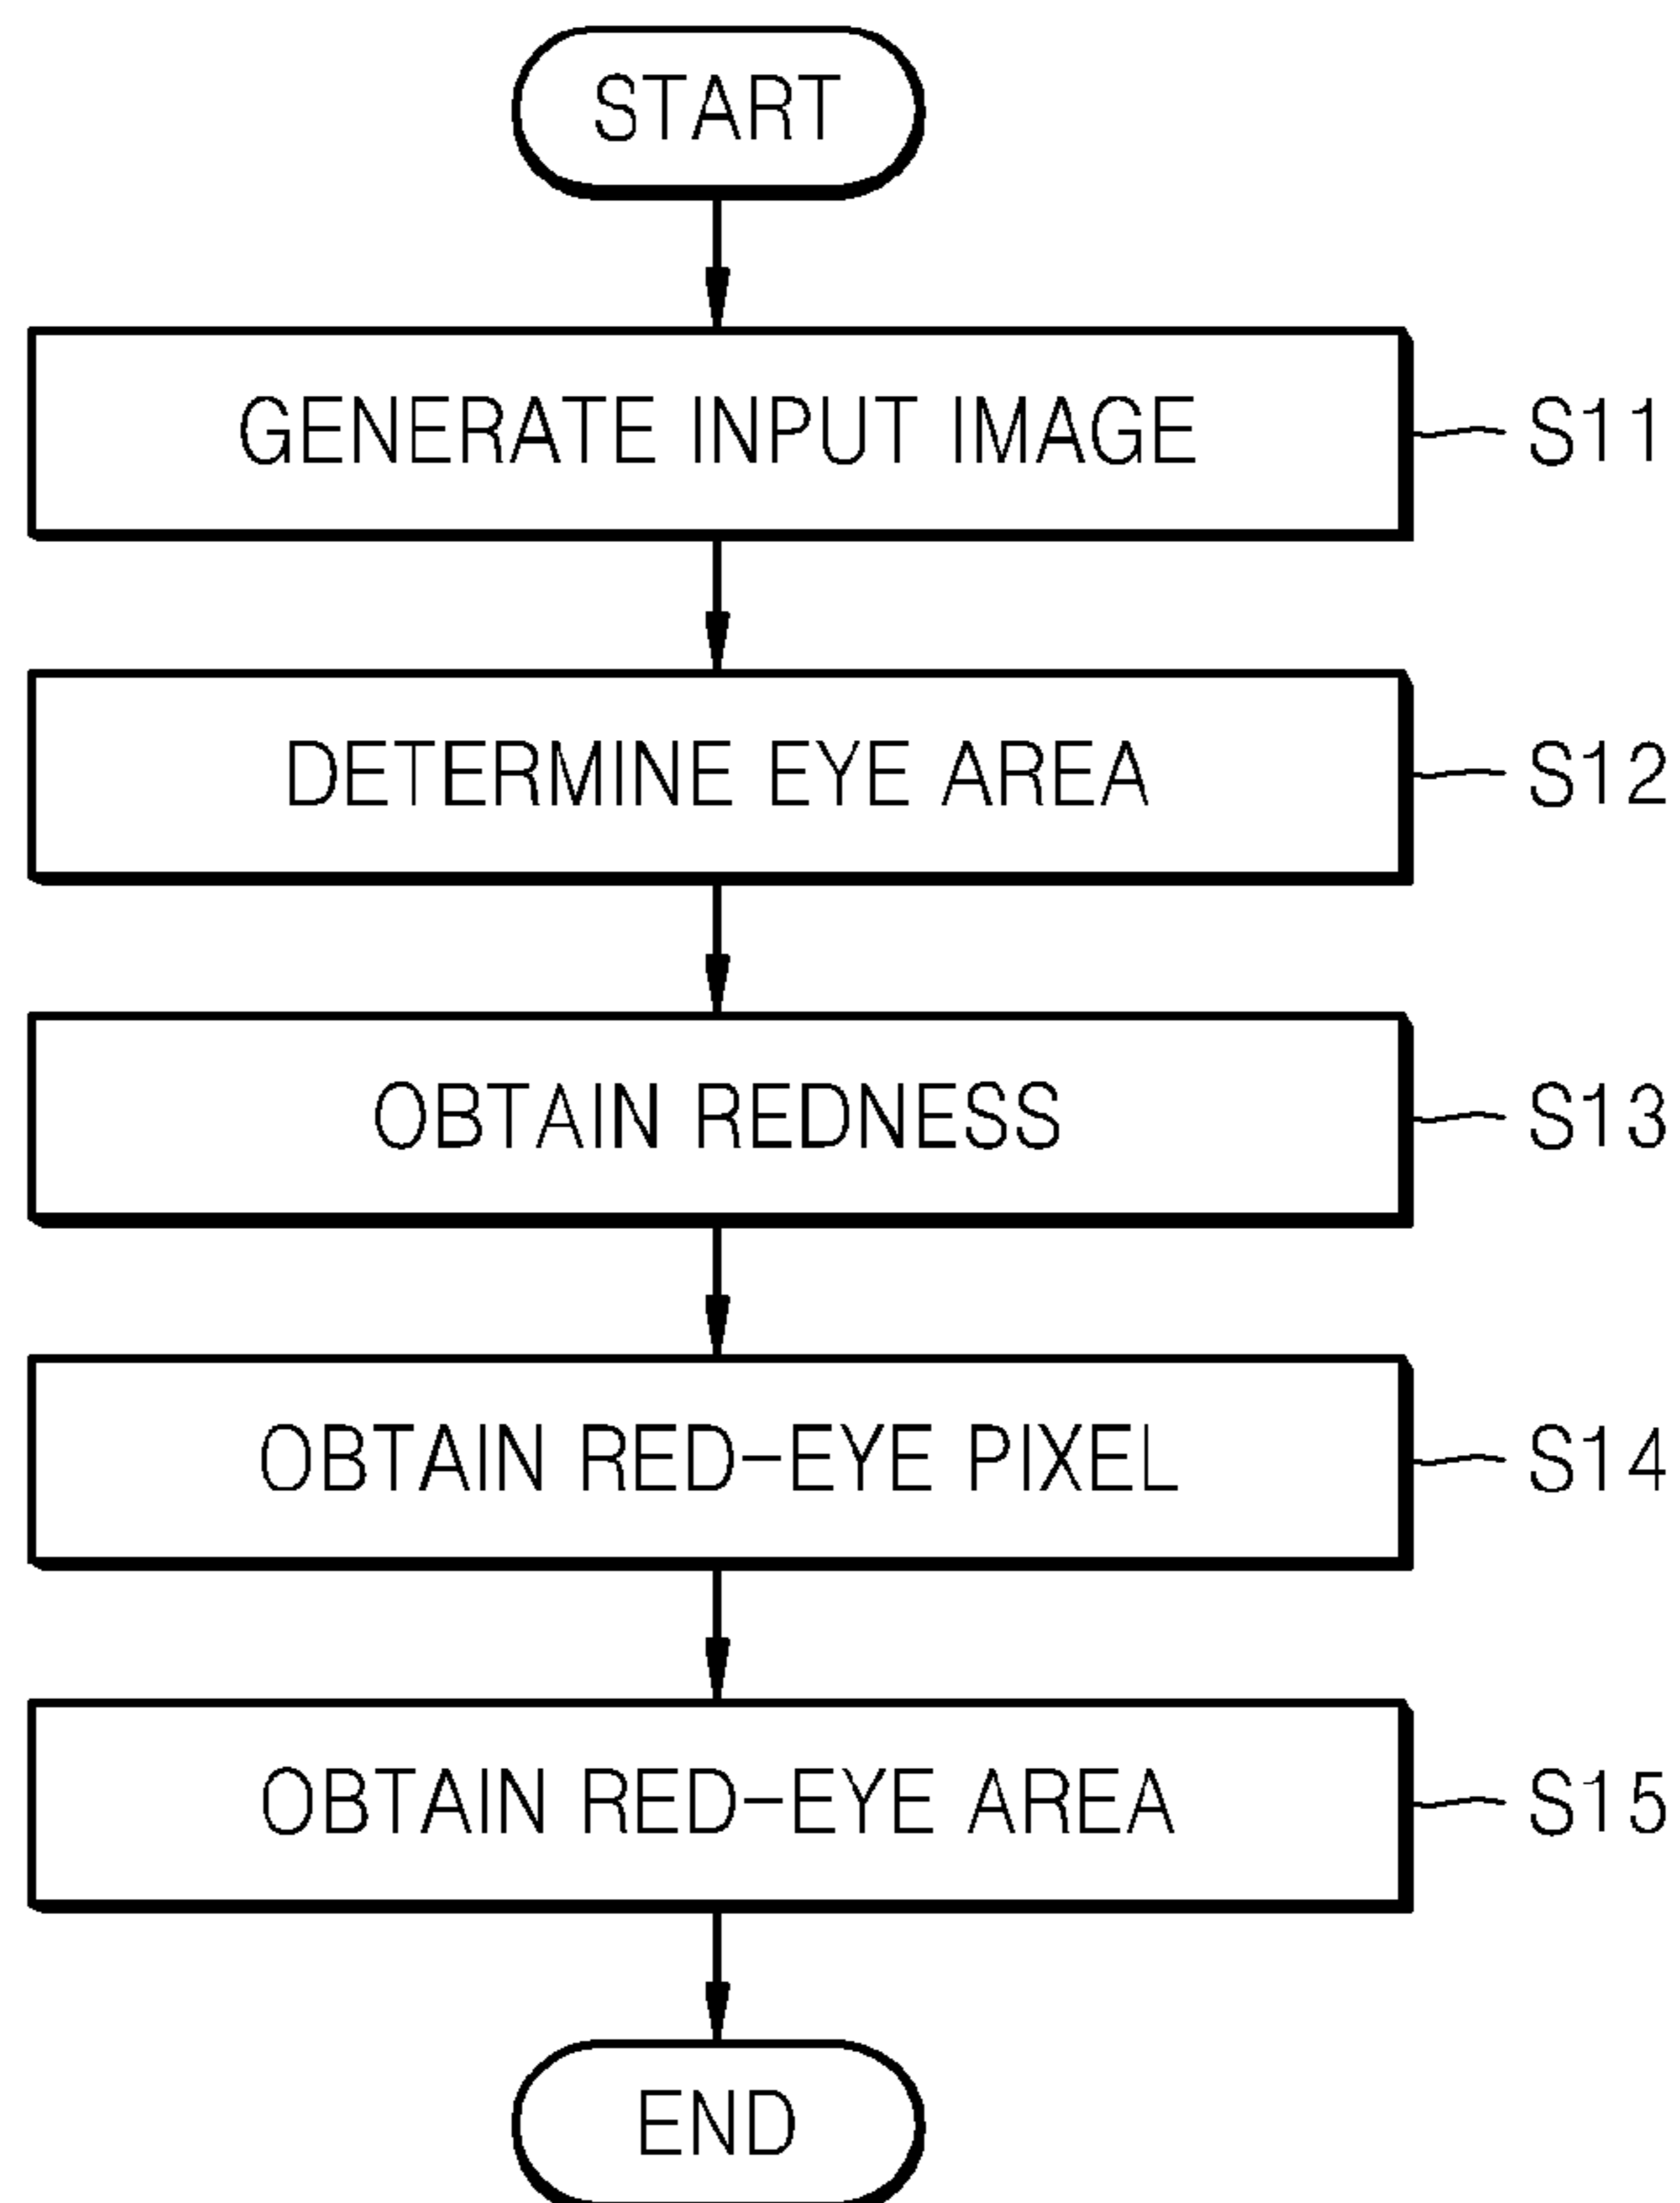 START
GENERATE INPUT IMAGE S11
DETERMINE EYE AREA S12
OBTAIN REDNESS S13
OBTAIN RED-EYE PIXEL S14
OBTAIN RED-EYE AREA S15
END